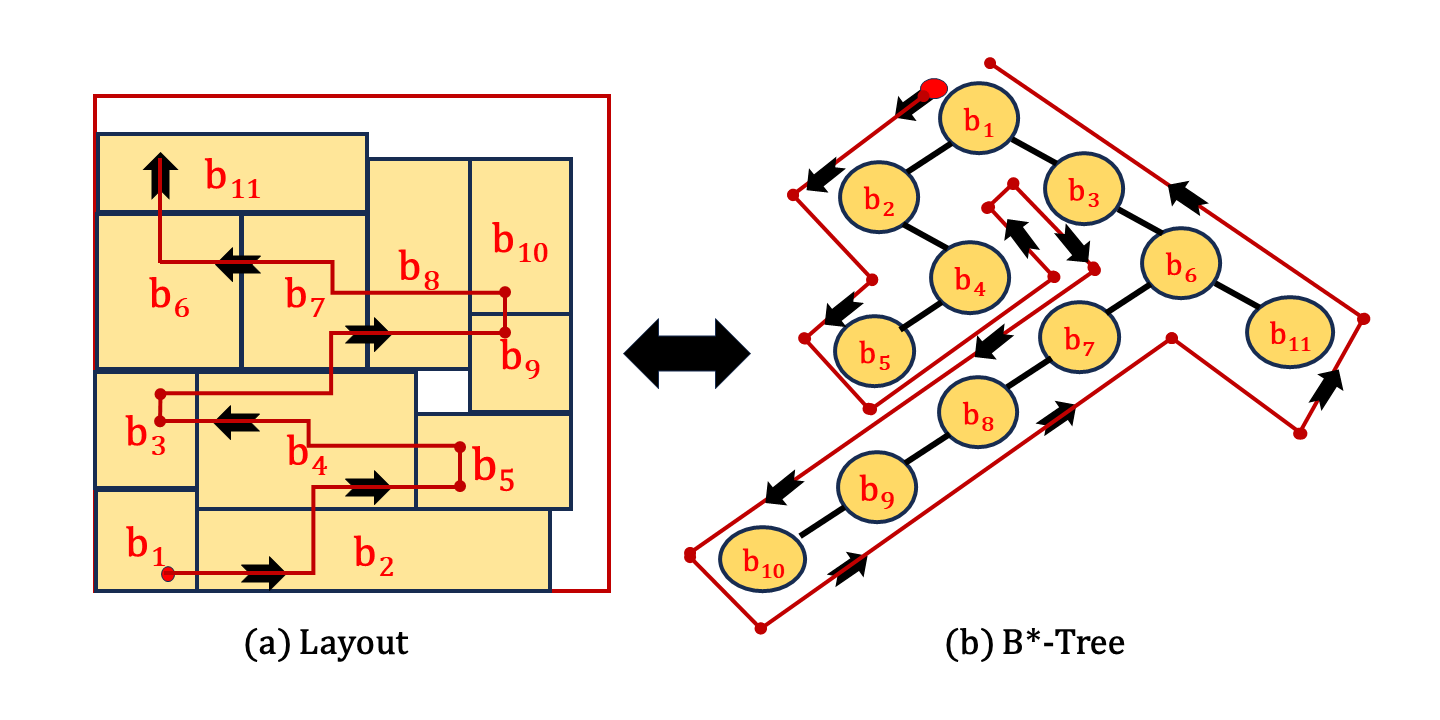 b11
b10
b8
b6
b7
b9
b3
b4
b5
b1
b2
(a) Layout
b1
b2
b3
b4
b6
b5
b7
b11
b8
b9
b10
(b) B*-Tree